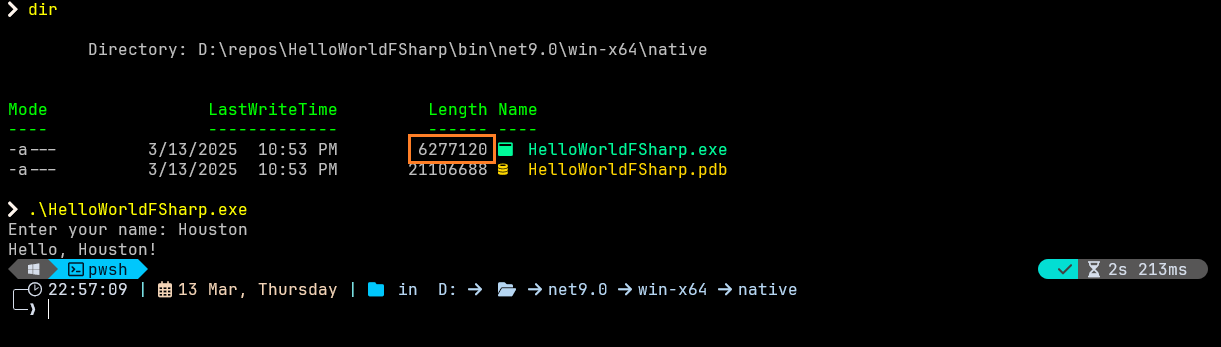 ❯ dir
Directory: D:\repos\HelloWorldFSharp\bin\net9.0\win-x64\native
Mode LastWriteTime Length Name
---- ------------- ------ ----
-a--- 3/13/2025 10:53 PM 6277120 HelloWorldFSharp.exe
-a--- 3/13/2025 10:53 PM 21106688 HelloWorldFSharp.pdb
❯ .\HelloWorldFSharp.exe
Enter your name: Houston
Hello, Houston!
pwsh 2s 213ms
22:57:09 | 13 Mar, Thursday | in D: → → net9.0 → win-x64 → native